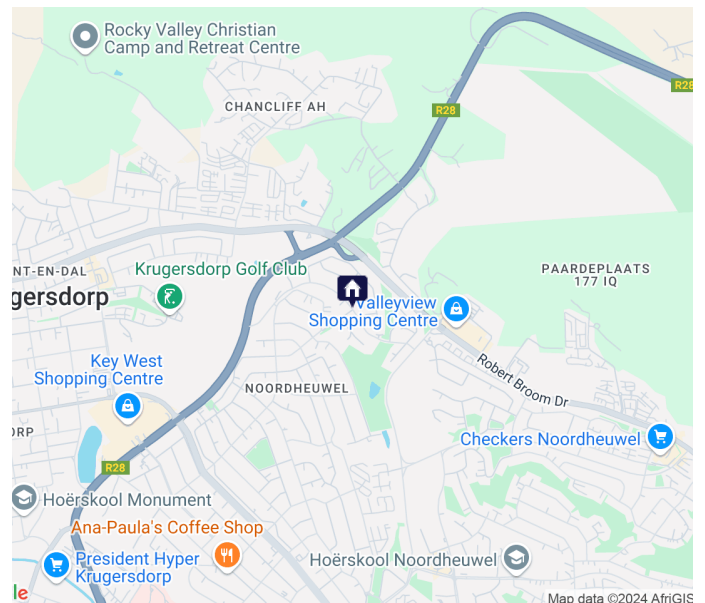 Rocky Valley Christian
Camp and Retreat Centre
R28
CHANCLIFF AH
R28
NT-EN-DAL
Krugersdorp Golf Club
PAARDEPLAATS
177 IQ
gersdorp
Valleyview
Shopping Centre
Key West
Shopping Centre
NOORDHEUWEL
Robert Broom Dr
ORP
Checkers Noordheuwel
R28
Hoërskool Monument
Ana-Paula's Coffee Shop
President Hyper
Krugersdorp
Hoërskool Noordheuwel
le
Map data ©2024 AfriGIS